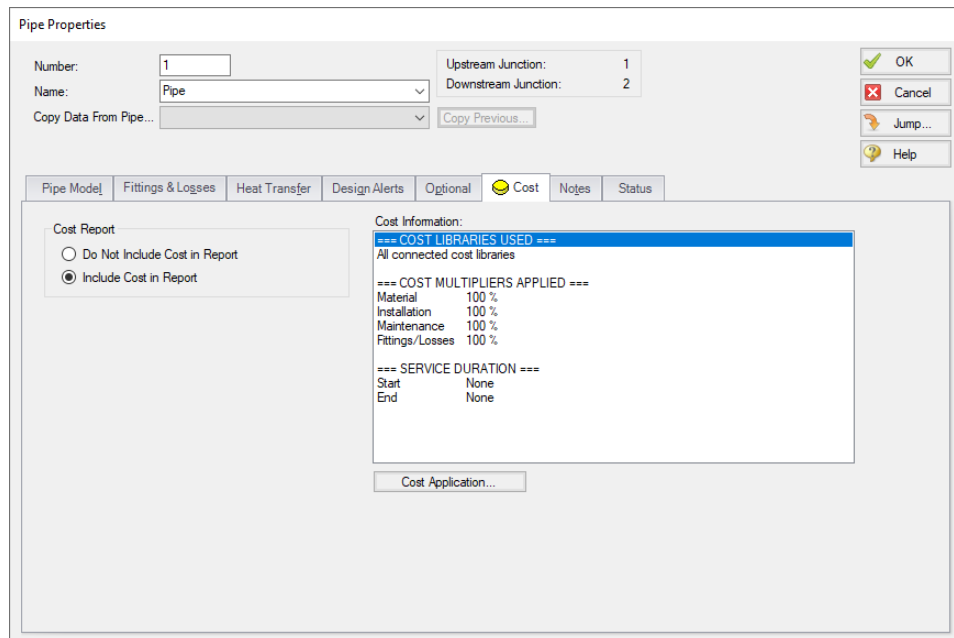 Pipe Properties
Number: 1
Name: Pipe
Copy Data From Pipe... Copy Previous...
Upstream Junction: 1
Downstream Junction: 2
OK
Cancel
Jump...
Help
Pipe Model Fittings & Losses Heat Transfer Design Alerts Optional Cost Notes Status
Cost Report
Do Not Include Cost in Report
Include Cost in Report
Cost Information:
=== COST LIBRARIES USED ===
All connected cost libraries
=== COST MULTIPLIERS APPLIED ===
Material 100 %
Installation 100 %
Maintenance 100 %
Fittings/Losses 100 %
=== SERVICE DURATION ===
Start None
End None
Cost Application...